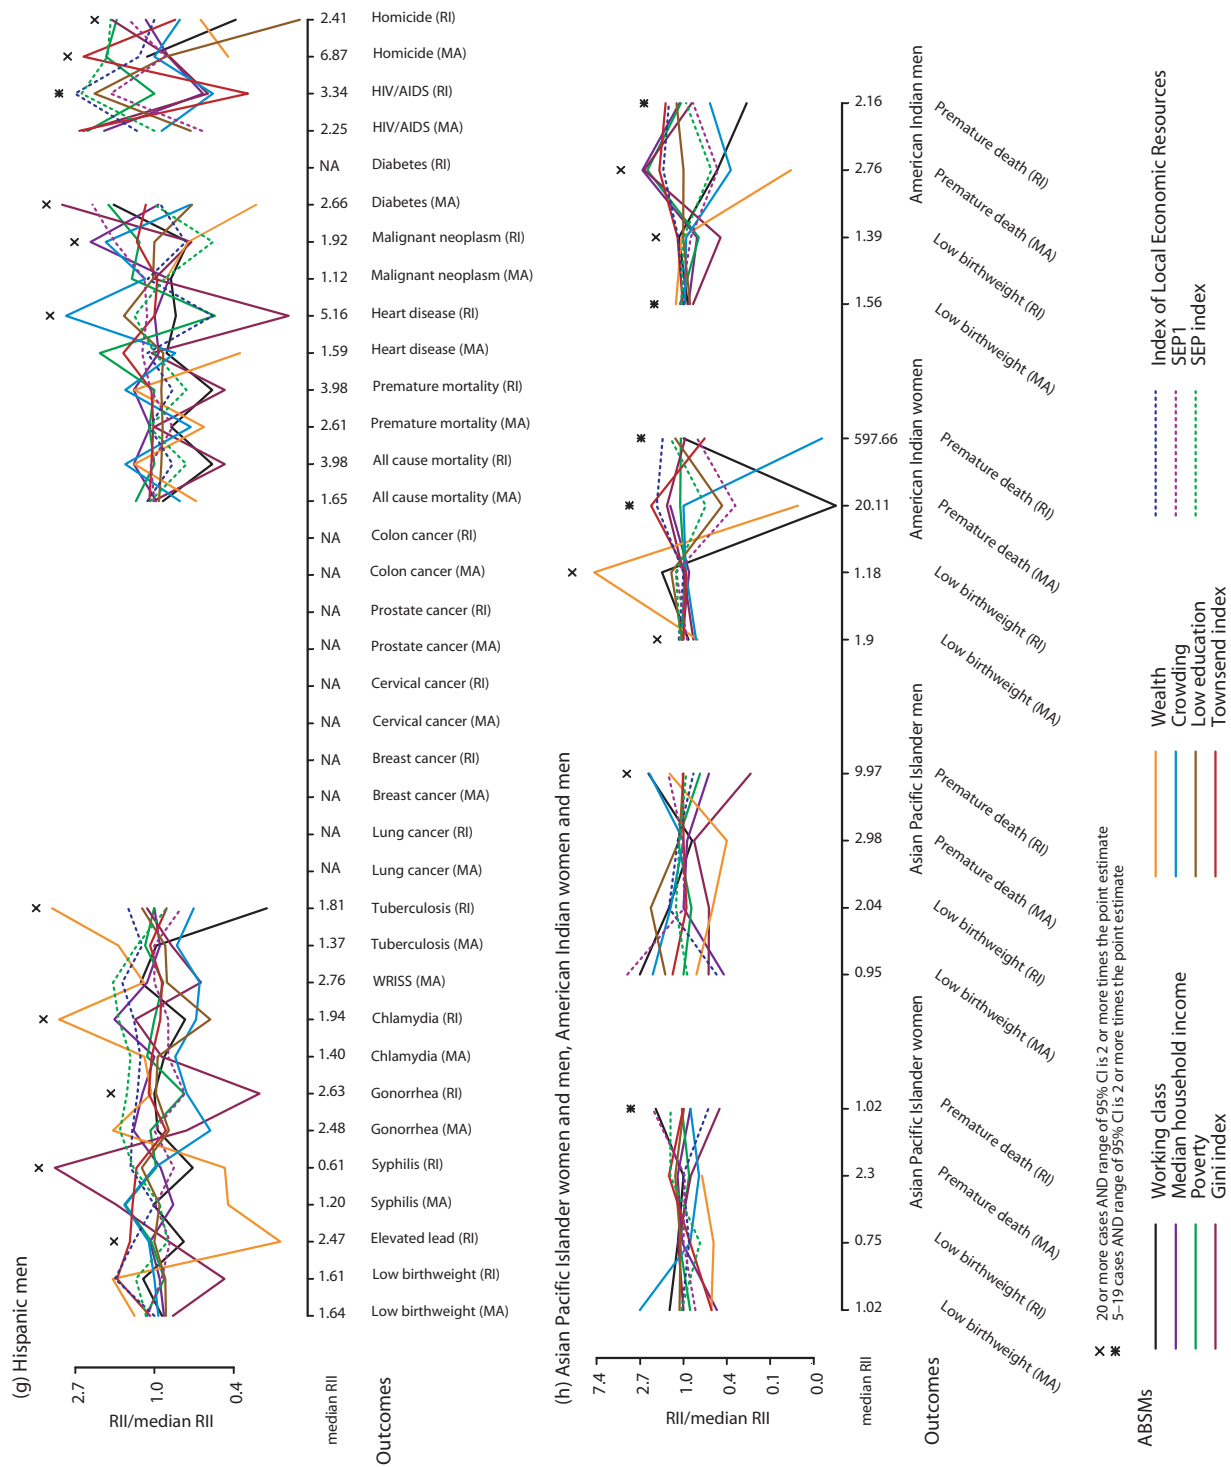 (g) Hispanic men
RII/median RII
2.7
1.0
0.4
median RII
1.64
1.61
2.47
1.20
0.61
2.48
2.63
1.40
1.94
2.76
1.37
1.81
NA
NA
NA
NA
NA
NA
NA
NA
NA
NA
1.65
3.98
2.61
3.98
1.59
5.16
1.12
1.92
2.66
NA
2.25
3.34
6.87
2.41
Outcomes
Low birthweight (MA)
Low birthweight (RI)
Elevated lead (RI)
Syphilis (MA)
Syphilis (RI)
Gonorrhea (MA)
Gonorrhea (RI)
Chlamydia (MA)
Chlamydia (RI)
WRISS (MA)
Tuberculosis (MA)
Tuberculosis (RI)
Lung cancer (MA)
Lung cancer (RI)
Breast cancer (MA)
Breast cancer (RI)
Cervical cancer (MA)
Cervical cancer (RI)
Prostate cancer (MA)
Prostate cancer (RI)
Colon cancer (MA)
Colon cancer (RI)
All cause mortality (MA)
All cause mortality (RI)
Premature mortality (MA)
Premature mortality (RI)
Heart disease (MA)
Heart disease (RI)
Malignant neoplasm (MA)
Malignant neoplasm (RI)
Diabetes (MA)
Diabetes (RI)
HIV/AIDS (MA)
HIV/AIDS (RI)
Homicide (MA)
Homicide (RI)
(h) Asian Pacific Islander women and men, American Indian women and men
RII/median RII
7.4
2.7
1.0
0.4
0.1
0.0
median RII
1.02
0.75
2.3
1.02
0.95
2.04
2.98
9.97
1.9
1.18
20.11
597.66
1.56
1.39
2.76
2.16
Outcomes
Asian Pacific Islander women
Low birthweight (MA)
Low birthweight (RI)
Premature death (MA)
Premature death (RI)
Asian Pacific Islander men
Low birthweight (MA)
Low birthweight (RI)
Premature death (MA)
Premature death (RI)
American Indian women
Low birthweight (MA)
Low birthweight (RI)
Premature death (MA)
Premature death (RI)
American Indian men
Low birthweight (MA)
Low birthweight (RI)
Premature death (MA)
Premature death (RI)
× 20 or more cases AND range of 95% CI is 2 or more times the point estimate
* 5–19 cases AND range of 95% CI is 2 or more times the point estimate
ABSMs
Working class
Median household income
Poverty
Gini index
Wealth
Crowding
Low education
Townsend index
Index of Local Economic Resources
SEP1
SEP index